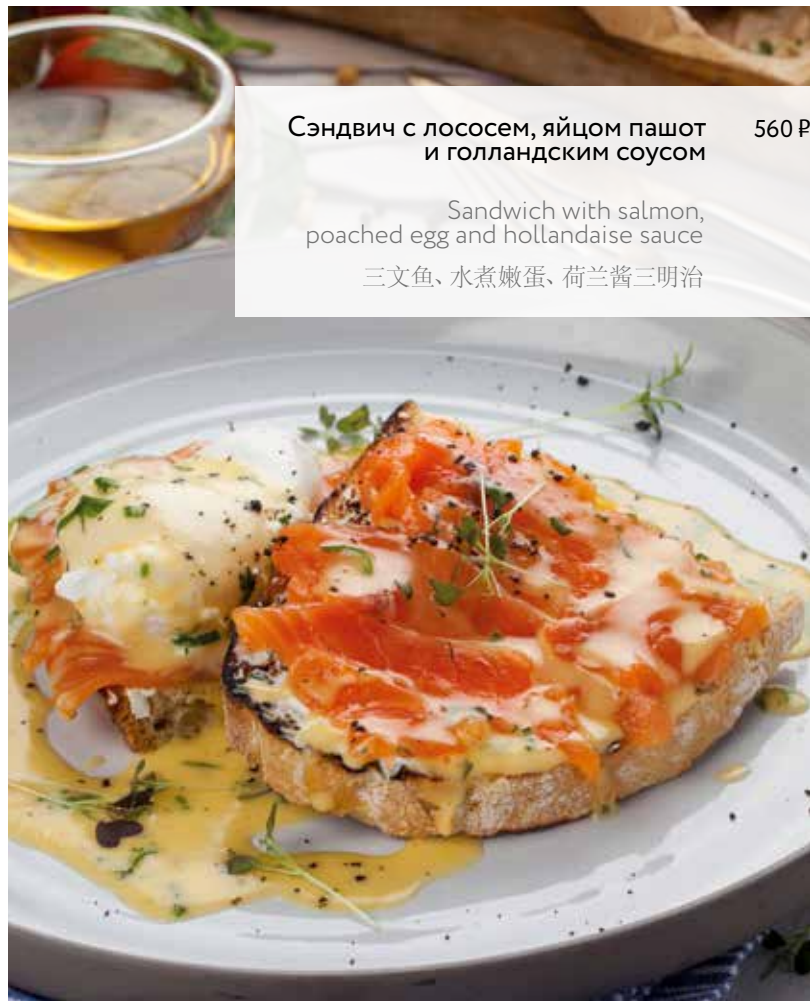 Сэндвич с лососем, яйцом пашот 560 ₽
и голландским соусом
Sandwich with salmon,
poached egg and hollandaise sauce
三文鱼、水煮嫩蛋、荷兰酱三明治